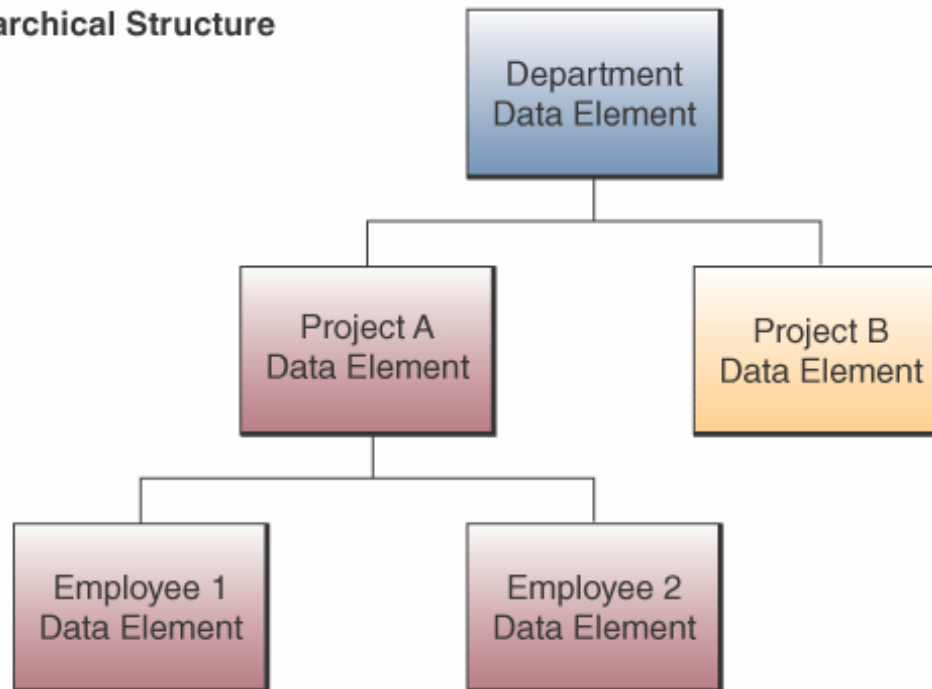 archical Structure
Department
Data Element
Project A
Data Element
Project B
Data Element
Employee 1
Data Element
Employee 2
Data Element